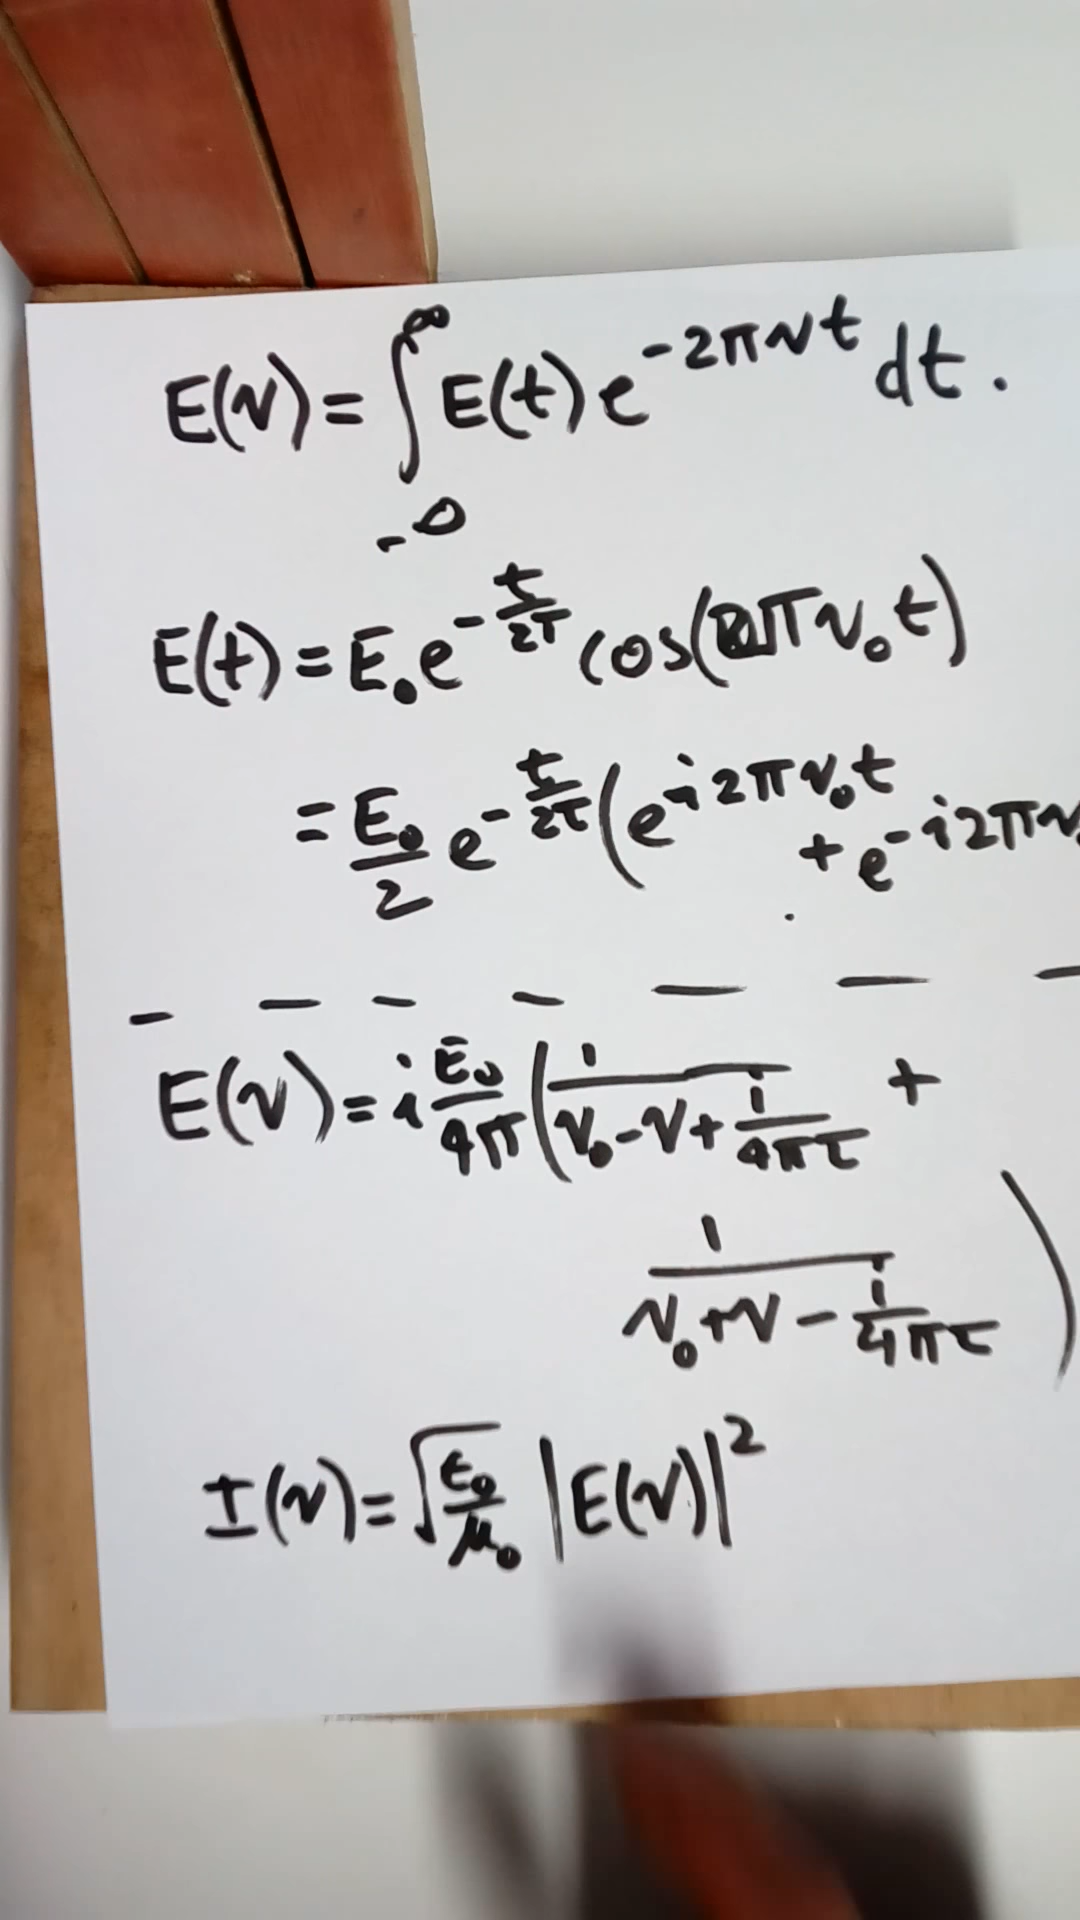 E(ν) = ∫_{-∞}^{∞} E(t) e^{-2πνt} dt.
E(t) = E₀ e^{-t/2τ} cos(2πν₀t)
= E₀/2 e^{-t/2τ} (e^{i2πν₀t}
+ e^{-i2πν
E(ν) = i E₀/4π (1/(ν₀-ν+i/4πτ) +
1/(ν₀+ν-i/4πτ))
I(ν) = √(ε₀/μ₀) |E(ν)|²